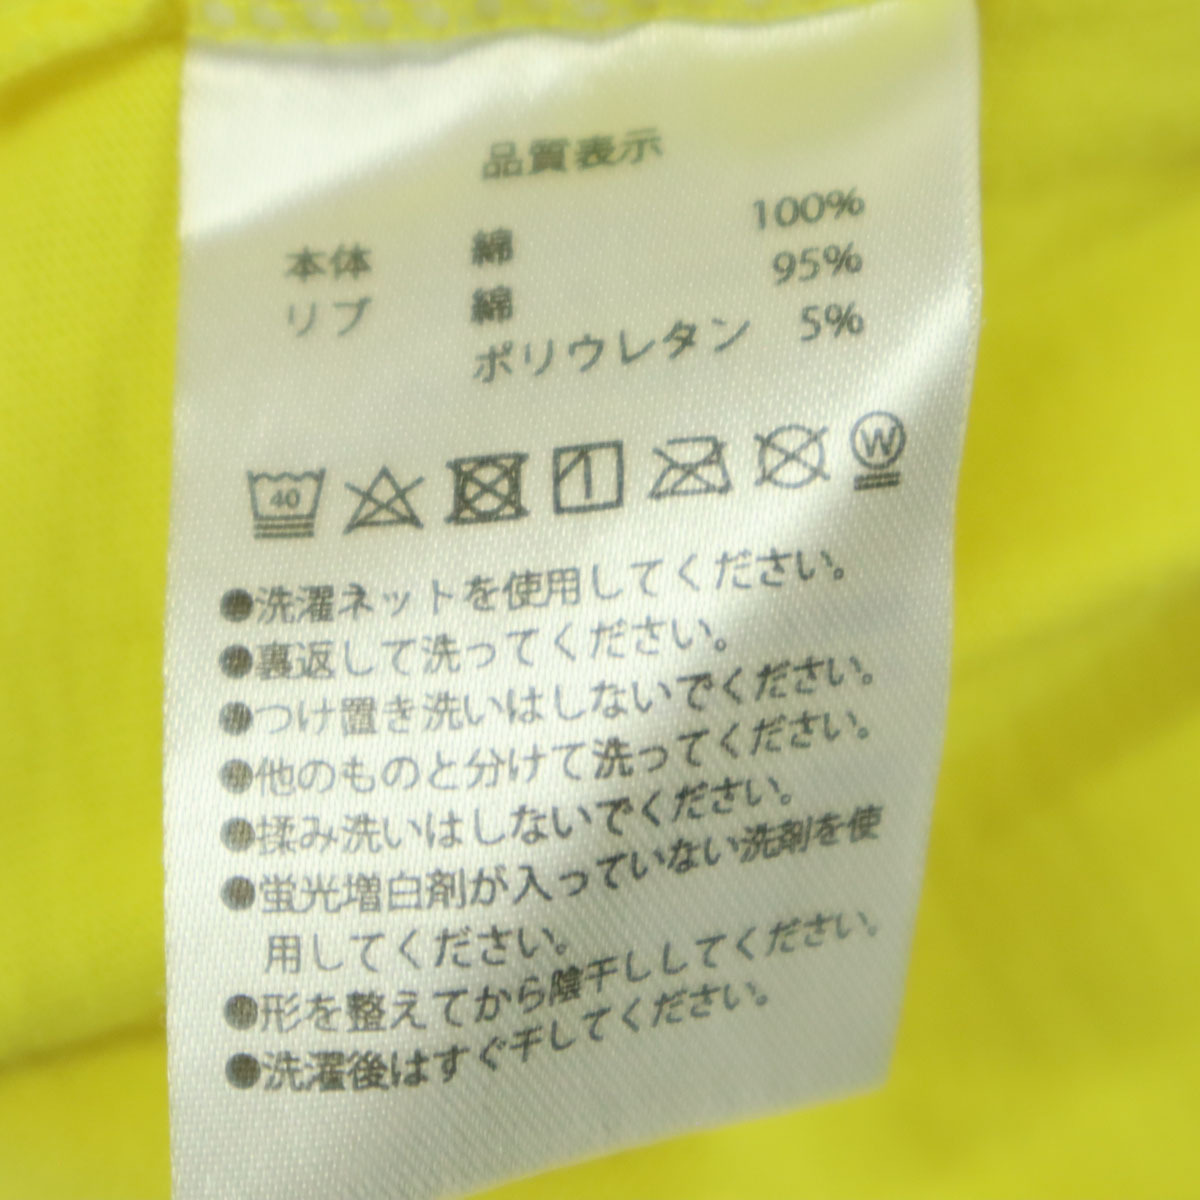 品質表示
本体 綿 100%
リブ 綿 95%
ポリウレタン 5%
40 W
●洗濯ネットを使用してください。
●裏返して洗ってください。
●つけ置き洗いはしないでください。
●他のものと分けて洗ってください。
●揉み洗いはしないでください。
●蛍光増白剤が入っていない洗剤を使
用してください。
●形を整えてから陰干ししてください。
●洗濯後はすぐ干してください。